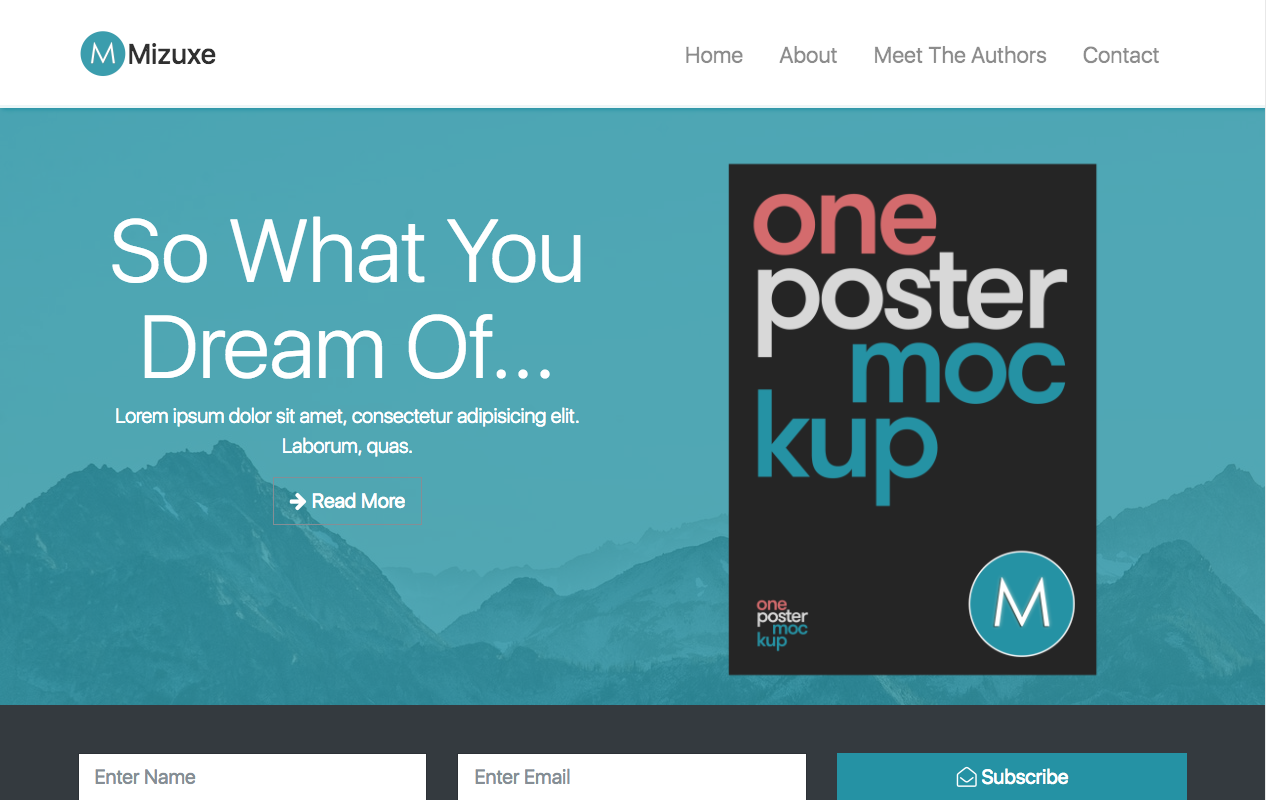 M Mizuxe
Home About Meet The Authors Contact
So What You
Dream Of...
Lorem ipsum dolor sit amet, consectetur adipisicing elit.
Laborum, quas.
Read More
one
poster
moc
kup
one
poster
moc
kup
M
Enter Name
Enter Email
Subscribe